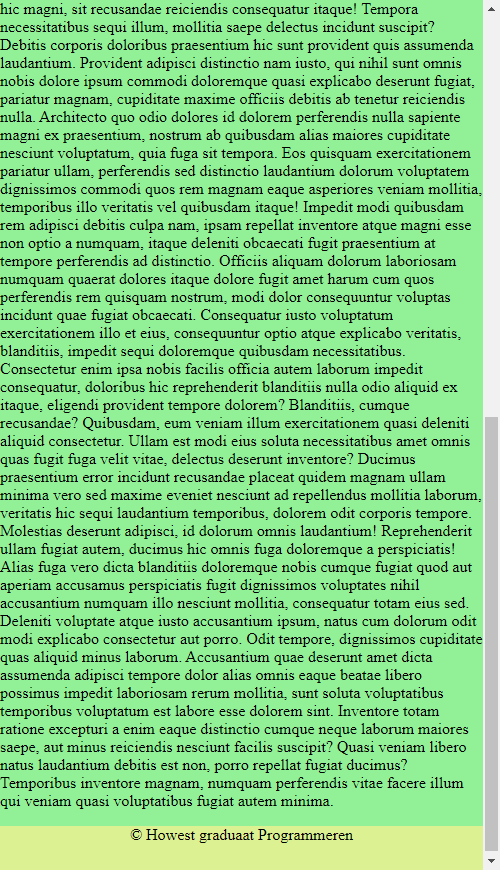 hic magni, sit recusandae reiciendis consequatur itaque! Tempora
necessitatibus sequi illum, mollitia saepe delectus incidunt suscipit?
Debitis corporis doloribus praesentium hic sunt provident quis assumenda
laudantium. Provident adipisci distinctio nam iusto, qui nihil sunt omnis
nobis dolore ipsum commodi doloremque quasi explicabo deserunt fugiat,
pariatur magnam, cupiditate maxime officiis debitis ab tenetur reiciendis
nulla. Architecto quo odio dolores id dolorem perferendis nulla sapiente
magni ex praesentium, nostrum ab quibusdam alias maiores cupiditate
nesciunt voluptatum, quia fuga sit tempora. Eos quisquam exercitationem
pariatur ullam, perferendis sed distinctio laudantium dolorum voluptatem
dignissimos commodi quos rem magnam eaque asperiores veniam mollitia,
temporibus illo veritatis vel quibusdam itaque! Impedit modi quibusdam
rem adipisci debitis culpa nam, ipsam repellat inventore atque magni esse
non optio a numquam, itaque deleniti obcaecati fugit praesentium at
tempore perferendis ad distinctio. Officiis aliquam dolorum laboriosam
numquam quaerat dolores itaque dolore fugit amet harum cum quos
perferendis rem quisquam nostrum, modi dolor consequuntur voluptas
incidunt quae fugiat obcaecati. Consequatur iusto voluptatum
exercitationem illo et eius, consequuntur optio atque explicabo veritatis,
blanditiis, impedit sequi doloremque quibusdam necessitatibus.
Consectetur enim ipsa nobis facilis officia autem laborum impedit
consequatur, doloribus hic reprehenderit blanditiis nulla odio aliquid ex
itaque, eligendi provident tempore dolorem? Blanditiis, cumque
recusandae? Quibusdam, eum veniam illum exercitationem quasi deleniti
aliquid consectetur. Ullam est modi eius soluta necessitatibus amet omnis
quas fugit fuga velit vitae, delectus deserunt inventore? Ducimus
praesentium error incidunt recusandae placeat quidem magnam ullam
minima vero sed maxime eveniet nesciunt ad repellendus mollitia laborum,
veritatis hic sequi laudantium temporibus, dolorem odit corporis tempore.
Molestias deserunt adipisci, id dolorum omnis laudantium! Reprehenderit
ullam fugiat autem, ducimus hic omnis fuga doloremque a perspiciatis!
Alias fuga vero dicta blanditiis doloremque nobis cumque fugiat quod aut
aperiam accusamus perspiciatis fugit dignissimos voluptates nihil
accusantium numquam illo nesciunt mollitia, consequatur totam eius sed.
Deleniti voluptate atque iusto accusantium ipsum, natus cum dolorum odit
modi explicabo consectetur aut porro. Odit tempore, dignissimos cupiditate
quas aliquid minus laborum. Accusantium quae deserunt amet dicta
assumenda adipisci tempore dolor alias omnis eaque beatae libero
possimus impedit laboriosam rerum mollitia, sunt soluta voluptatibus
temporibus voluptatum est labore esse dolorem sint. Inventore totam
ratione excepturi a enim eaque distinctio cumque neque laborum maiores
saepe, aut minus reiciendis nesciunt facilis suscipit? Quasi veniam libero
natus laudantium debitis est non, porro repellat fugiat ducimus?
Temporibus inventore magnam, numquam perferendis vitae facere illum
qui veniam quasi voluptatibus fugiat autem minima.
© Howest graduaat Programmeren